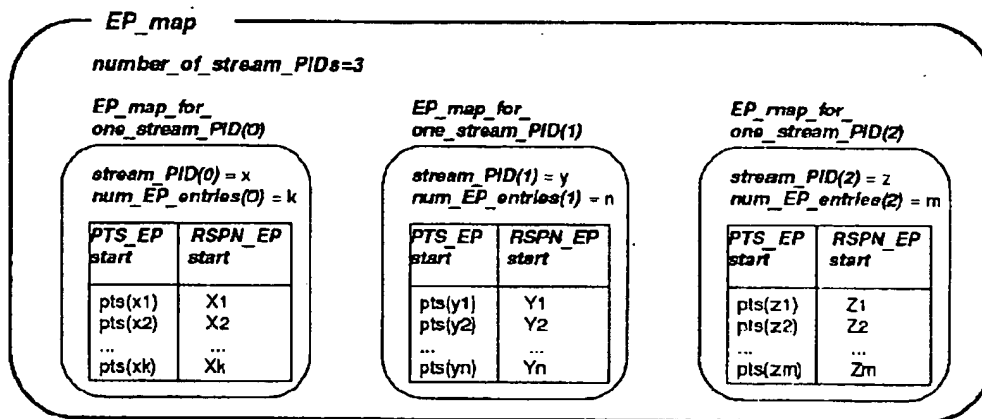 EP_map
number_of_stream_PIDs=3
EP_map_for_
one_stream_PID(0)
stream_PID(0) = x
num_EP_entries(0) = k
PTS_EP start RSPN_EP start
pts(x1) X1
pts(x2) X2
... ...
pts(xk) Xk
EP_map_for_
one_stream_PID(1)
stream_PID(1) = y
num_EP_entries(1) = n
PTS_EP start RSPN_EP start
pts(y1) Y1
pts(y2) Y2
... ...
pts(yn) Yn
EP_map_for_
one_stream_PID(2)
stream_PID(2) = z
num_EP_entries(2) = m
PTS_EP start RSPN_EP start
pts(z1) Z1
pts(z2) Z2
... ...
pts(zm) Zm